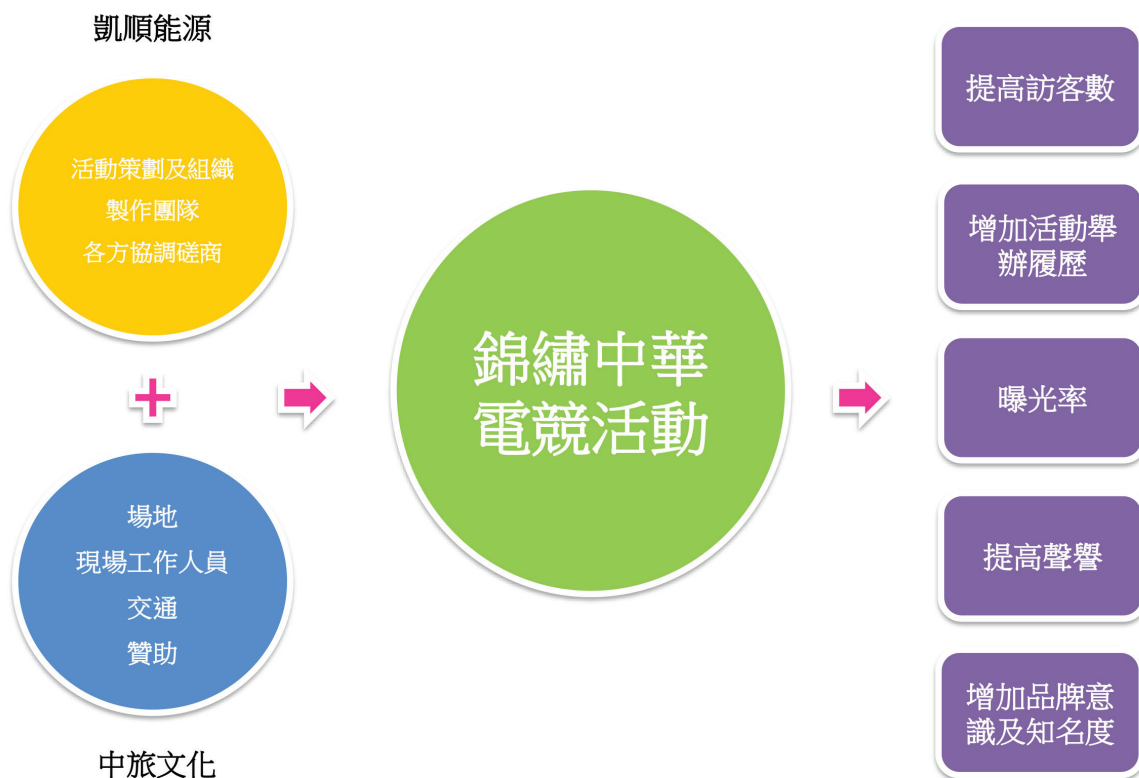 凱順能源
活動策劃及組織
製作團隊
各方協調磋商
場地
現場工作人員
交通
贊助
中旅文化
錦繡中華
電競活動
提高訪客數
增加活動舉
辦履歷
曝光率
提高聲譽
增加品牌意
識及知名度